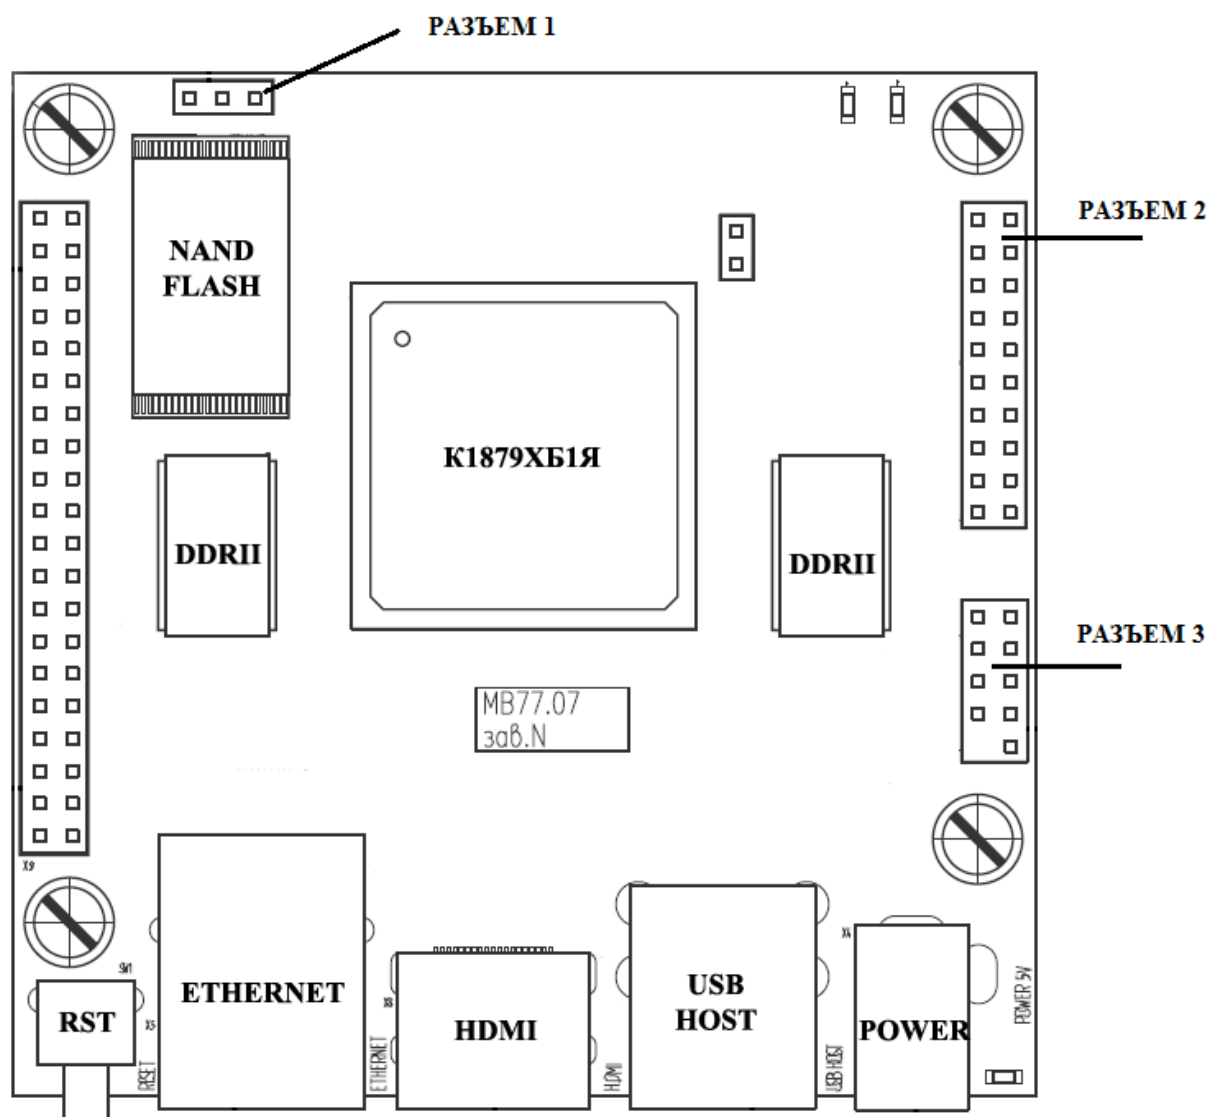 РАЗЪЕМ 1
РАЗЪЕМ 2
NAND
FLASH
К1879ХБ1Я
DDRII
DDRII
РАЗЪЕМ 3
MB77.07
зав.N
X9
SW1
X4
USB
HOST
ETHERNET
X8
POWER 5V
RST
X5
HDMI
POWER
RESET
ETHERNET
HDMI
USB HOST